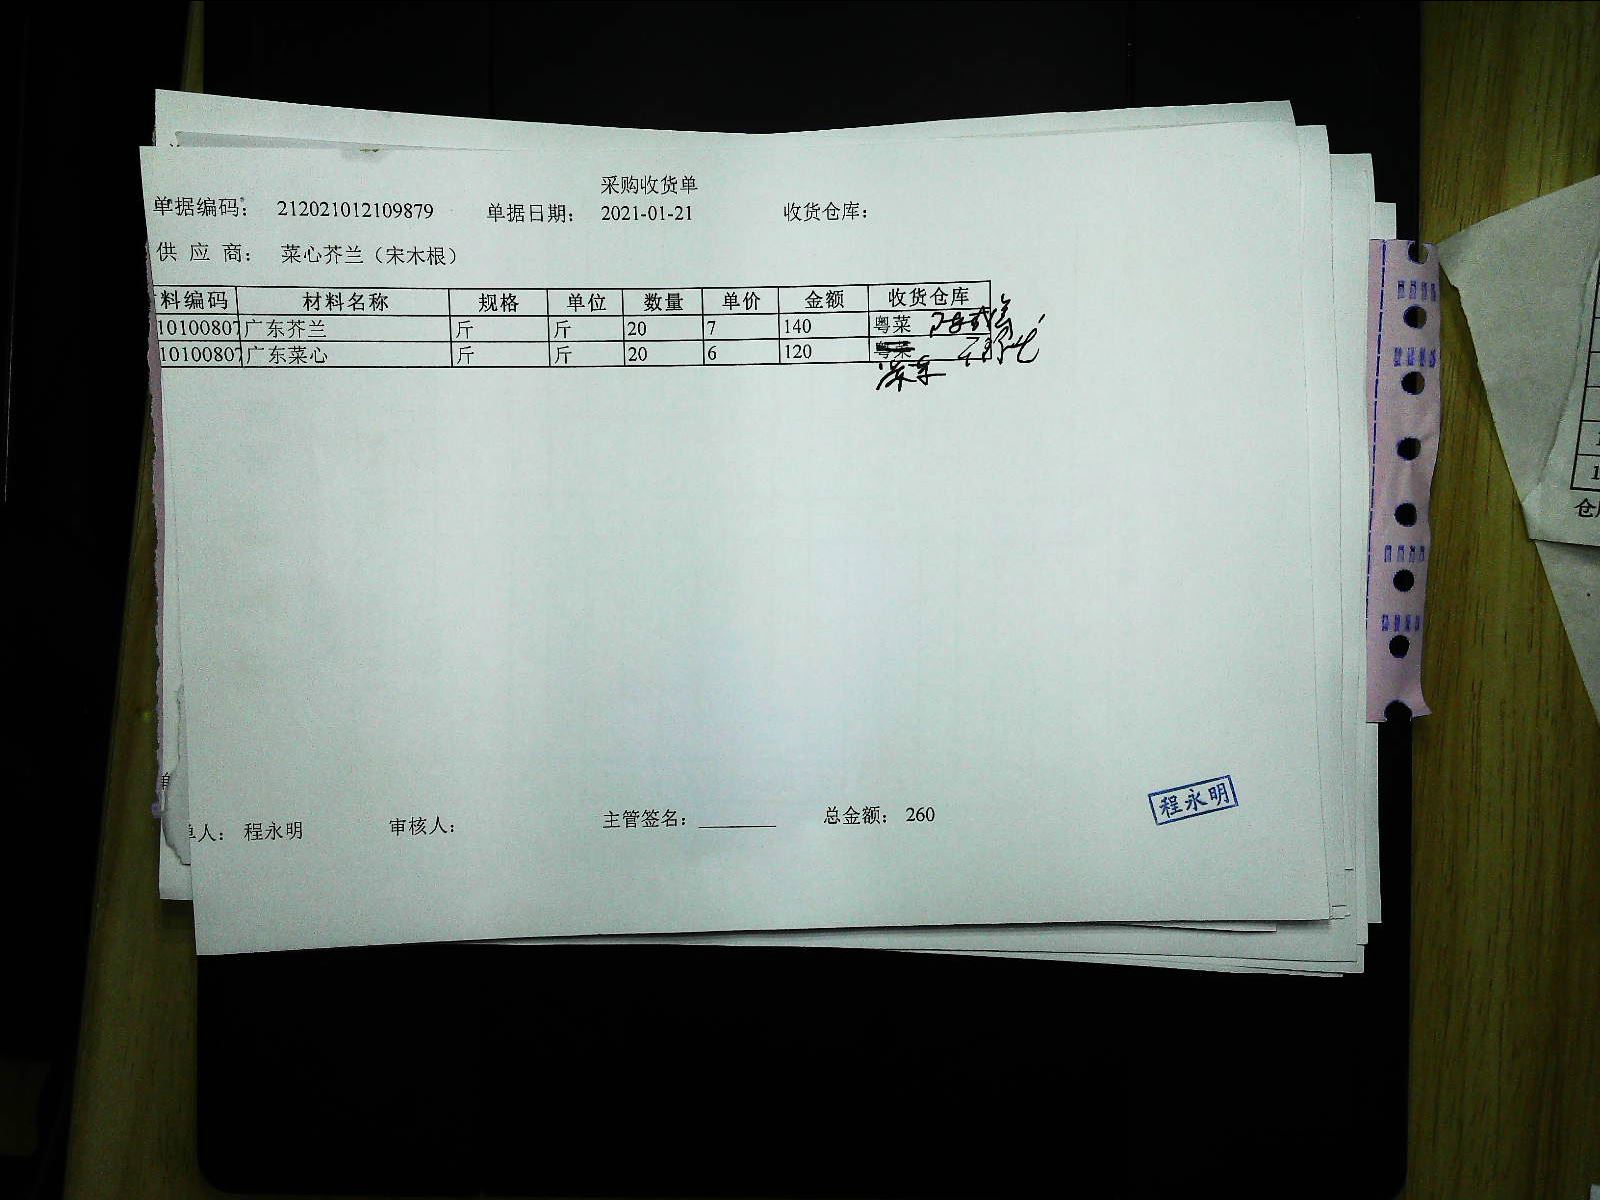 采购收货单
单据编码： 212021012109879 单据日期： 2021-01-21 收货仓库：
供 应 商： 菜心芥兰（宋木根）
料编码 材料名称 规格 单位 数量 单价 金额 收货仓库
10100807 广东芥兰 斤 斤 20 7 140 粤菜
10100807 广东菜心 斤 斤 20 6 120 粤菜
单人： 程永明 审核人： 主管签名： 总金额： 260
程永明
仓库